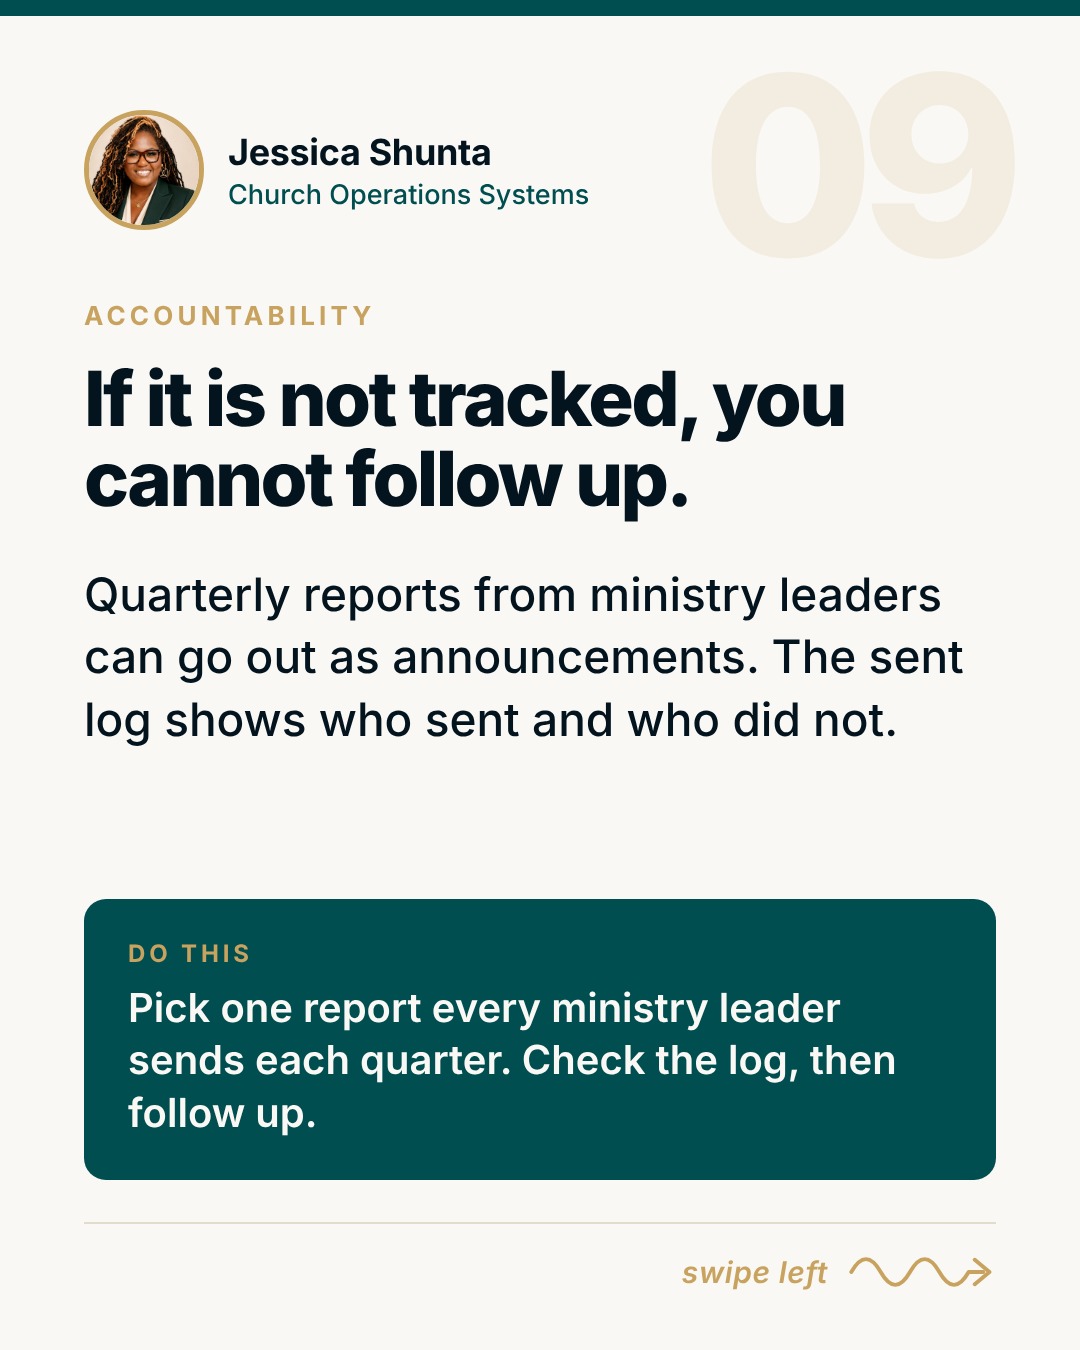 09
Jessica Shunta
Church Operations Systems
ACCOUNTABILITY
If it is not tracked, you
cannot follow up.
Quarterly reports from ministry leaders
can go out as announcements. The sent
log shows who sent and who did not.
DO THIS
Pick one report every ministry leader
sends each quarter. Check the log, then
follow up.
swipe left